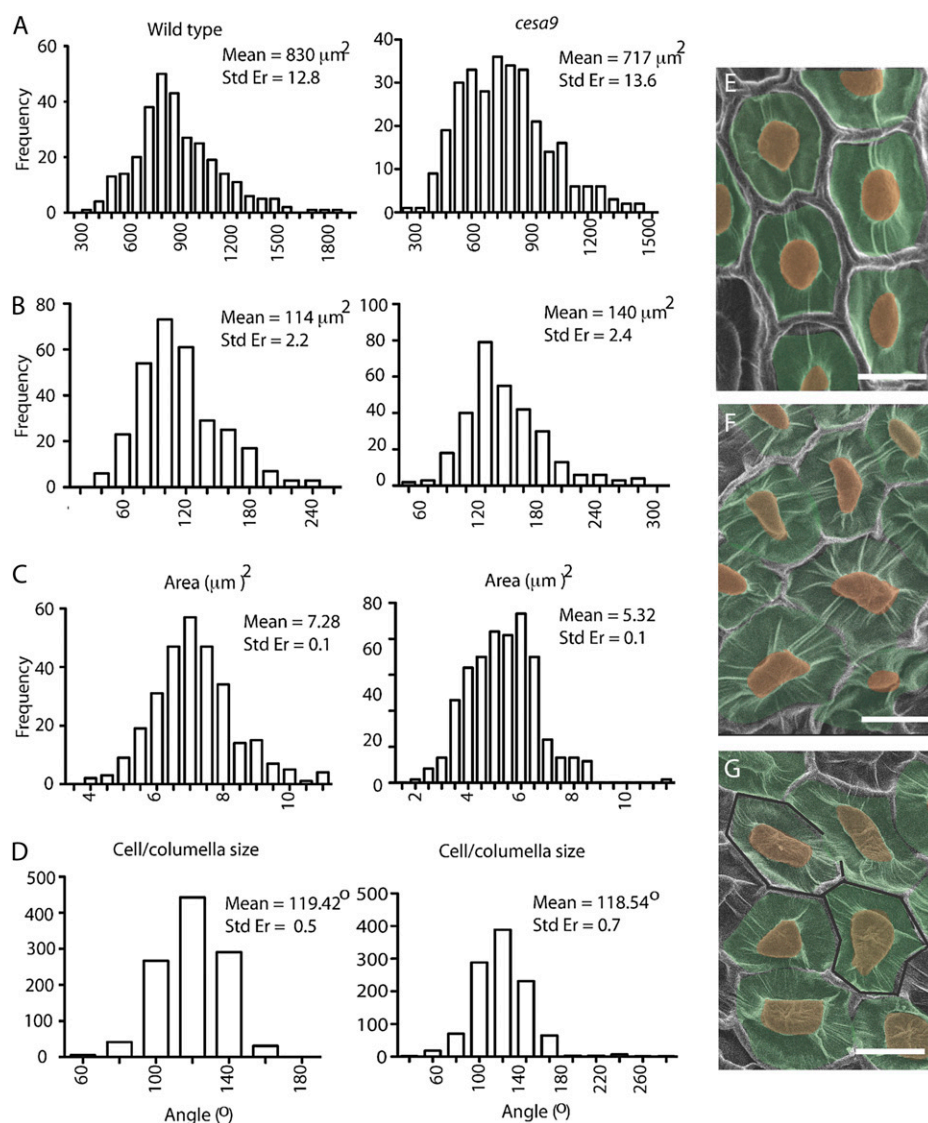 A
Wild type
Mean = 830 μm2
Std Er = 12.8
Frequency
60
40
20
0
300
600
900
1200
1500
1800
cesa9
Mean = 717 μm2
Std Er = 13.6
40
30
20
10
0
300
600
900
1200
1500
B
Mean = 114 μm2
Std Er = 2.2
Frequency
80
60
40
20
0
60
120
180
240
Mean = 140 μm2
Std Er = 2.4
100
80
60
40
20
0
60
120
180
240
300
Area (μm)2
Area (μm)2
C
Mean = 7.28
Std Er = 0.1
Frequency
60
40
20
0
4
6
8
10
Mean = 5.32
Std Er = 0.1
80
60
40
20
0
2
4
6
8
10
Cell/columella size
Cell/columella size
D
Mean = 119.42o
Std Er = 0.5
500
400
300
200
100
0
60
100
140
180
Angle (o)
Mean = 118.54o
Std Er = 0.7
500
400
300
200
100
0
60
100
140
180
220
260
Angle (o)
E
F
G